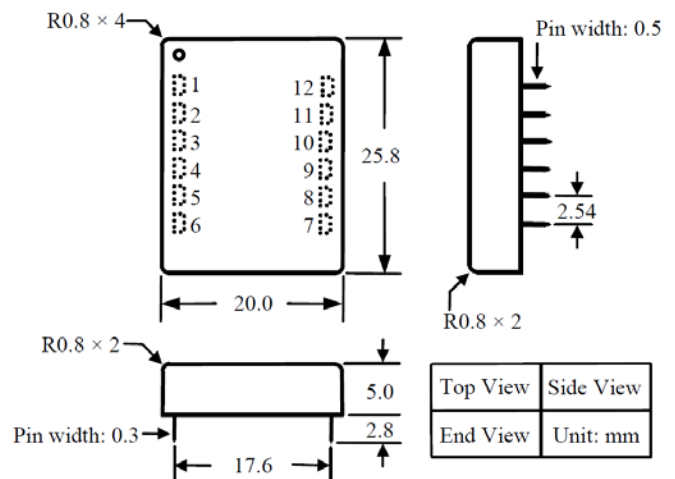 R0.8 × 4
Pin width: 0.5
1
12
2
11
3
10
4
9
5
8
6
7
25.8
2.54
20.0
R0.8 × 2
R0.8 × 2
5.0
Pin width: 0.3
2.8
17.6
Top View Side View
End View Unit: mm